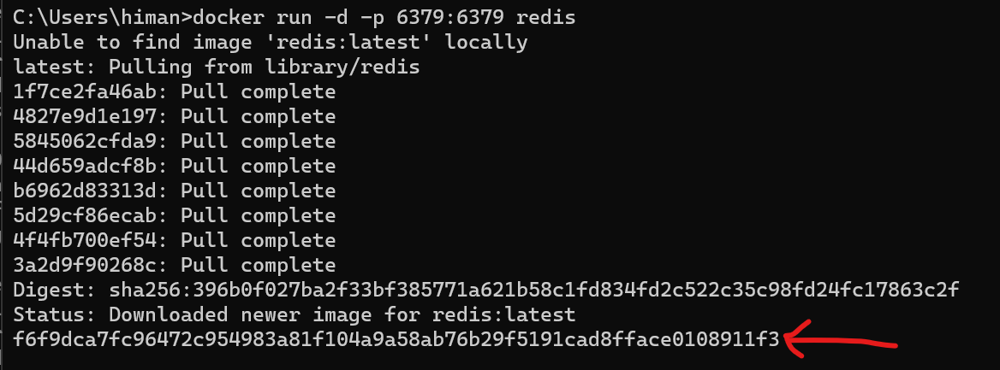 C:\Users\himan>docker run -d -p 6379:6379 redis
Unable to find image 'redis:latest' locally
latest: Pulling from library/redis
1f7ce2fa46ab: Pull complete
4827e9d1e197: Pull complete
5845062cfda9: Pull complete
44d659adcf8b: Pull complete
b6962d83313d: Pull complete
5d29cf86ecab: Pull complete
4f4fb700ef54: Pull complete
3a2d9f90268c: Pull complete
Digest: sha256:396b0f027ba2f33bf385771a621b58c1fd834fd2c522c35c98fd24fc17863c2f
Status: Downloaded newer image for redis:latest
f6f9dca7fc96472c954983a81f104a9a58ab76b29f5191cad8fface0108911f3